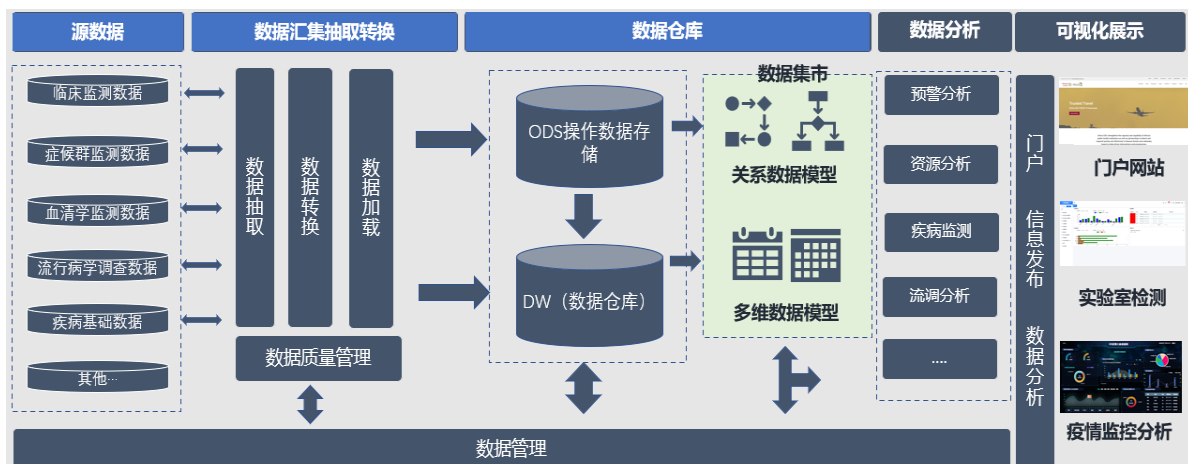 源数据
数据汇集抽取转换
数据仓库
数据分析
可视化展示
临床监测数据
症候群监测数据
血清学监测数据
流行病学调查数据
疾病基础数据
其他...
数据抽取
数据转换
数据加载
数据质量管理
ODS操作数据存
储
DW（数据仓库）
数据集市
关系数据模型
多维数据模型
预警分析
资源分析
疾病监测
流调分析
....
门户
信息发布
数据分析
门户网站
实验室检测
疫情监控分析
数据管理